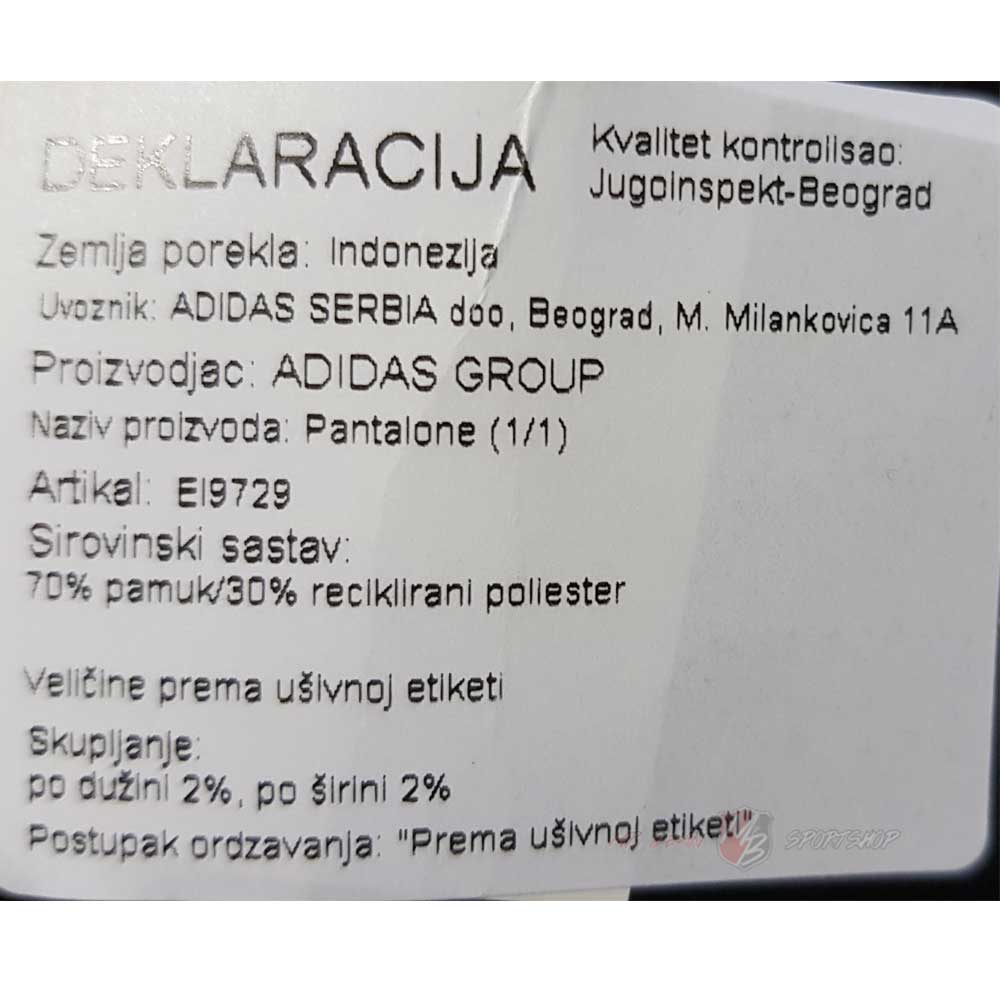 DEKLARACIJA
Kvalitet kontrolisao:
Jugoinspekt-Beograd
Zemlja porekla: Indonezija
Uvoznik: ADIDAS SERBIA doo, Beograd, M. Milankovica 11A
Proizvodjac: ADIDAS GROUP
Naziv proizvoda: Pantalone (1/1)
Artikal: EI9729
Sirovinski sastav:
70% pamuk/30% reciklirani poliester
Veličine prema ušivnoj etiketi
Skupljanje:
po dužini 2%, po širini 2%
Postupak ordzavanja: "Prema ušivnoj etiketi"
VB SPORTSHOP